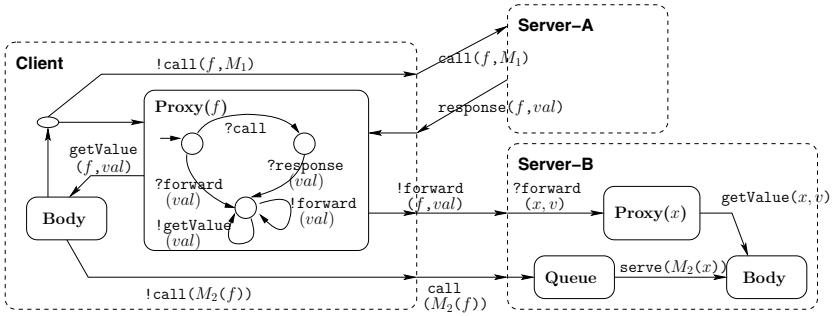 Server−A
Client
!call(f,M1)
call(f,M1)
response(f,val)
Proxy(f)
?call
getValue
(f,val)
?response
(val)
?forward
(val)
!getValue
(val)
!forward
(val)
Body
Server−B
!forward
(f,val)
?forward
(x,v)
Proxy(x)
getValue(x,v)
Queue
serve(M2(x))
Body
!call(M2(f))
call
(M2(f))